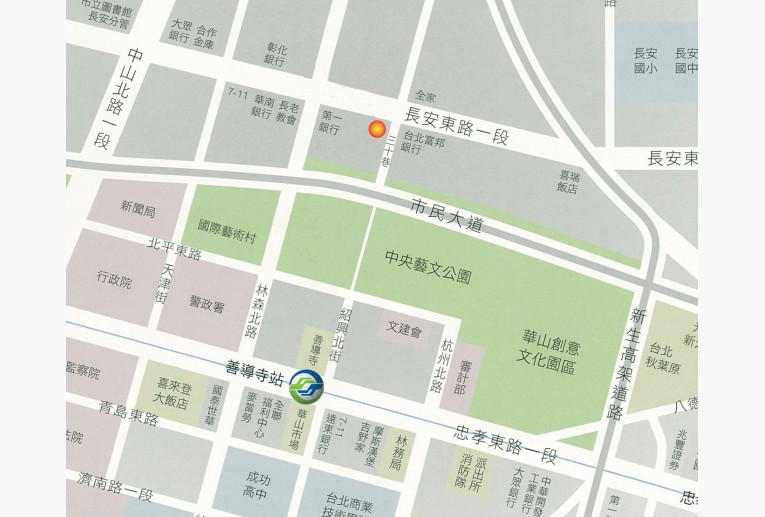 市立圖書館
長安分管
大眾
銀行
合作
金庫
彰化
銀行
路
長安
國小
長安
國中
中山北路一段
7-11
華南
銀行
長老
教會
第一
銀行
全家
長安東路一段
三十巷
台北富邦
銀行
長安東
喜瑞
飯店
新聞局
國際藝術村
市民大道
北平東路
中央藝文公園
行政院
天津街
警政署
林森北路
紹興北街
文建會
杭州北路
審計部
華山創意
文化園區
新生高架道路
台北
秋葉原
善導寺
善導寺站
監察院
喜來登
大飯店
國泰世華
青島東路
全聯
福利中心
麥當勞
華山市場
7-11
遠東銀行
摩斯漢堡
吉野家
林務局
忠孝東路一段
派出所
消防隊
中華開發
工業銀行
大眾銀行
八德
兆豐證券
法院
濟南路一段
成功
高中
台北商業
第一
忠